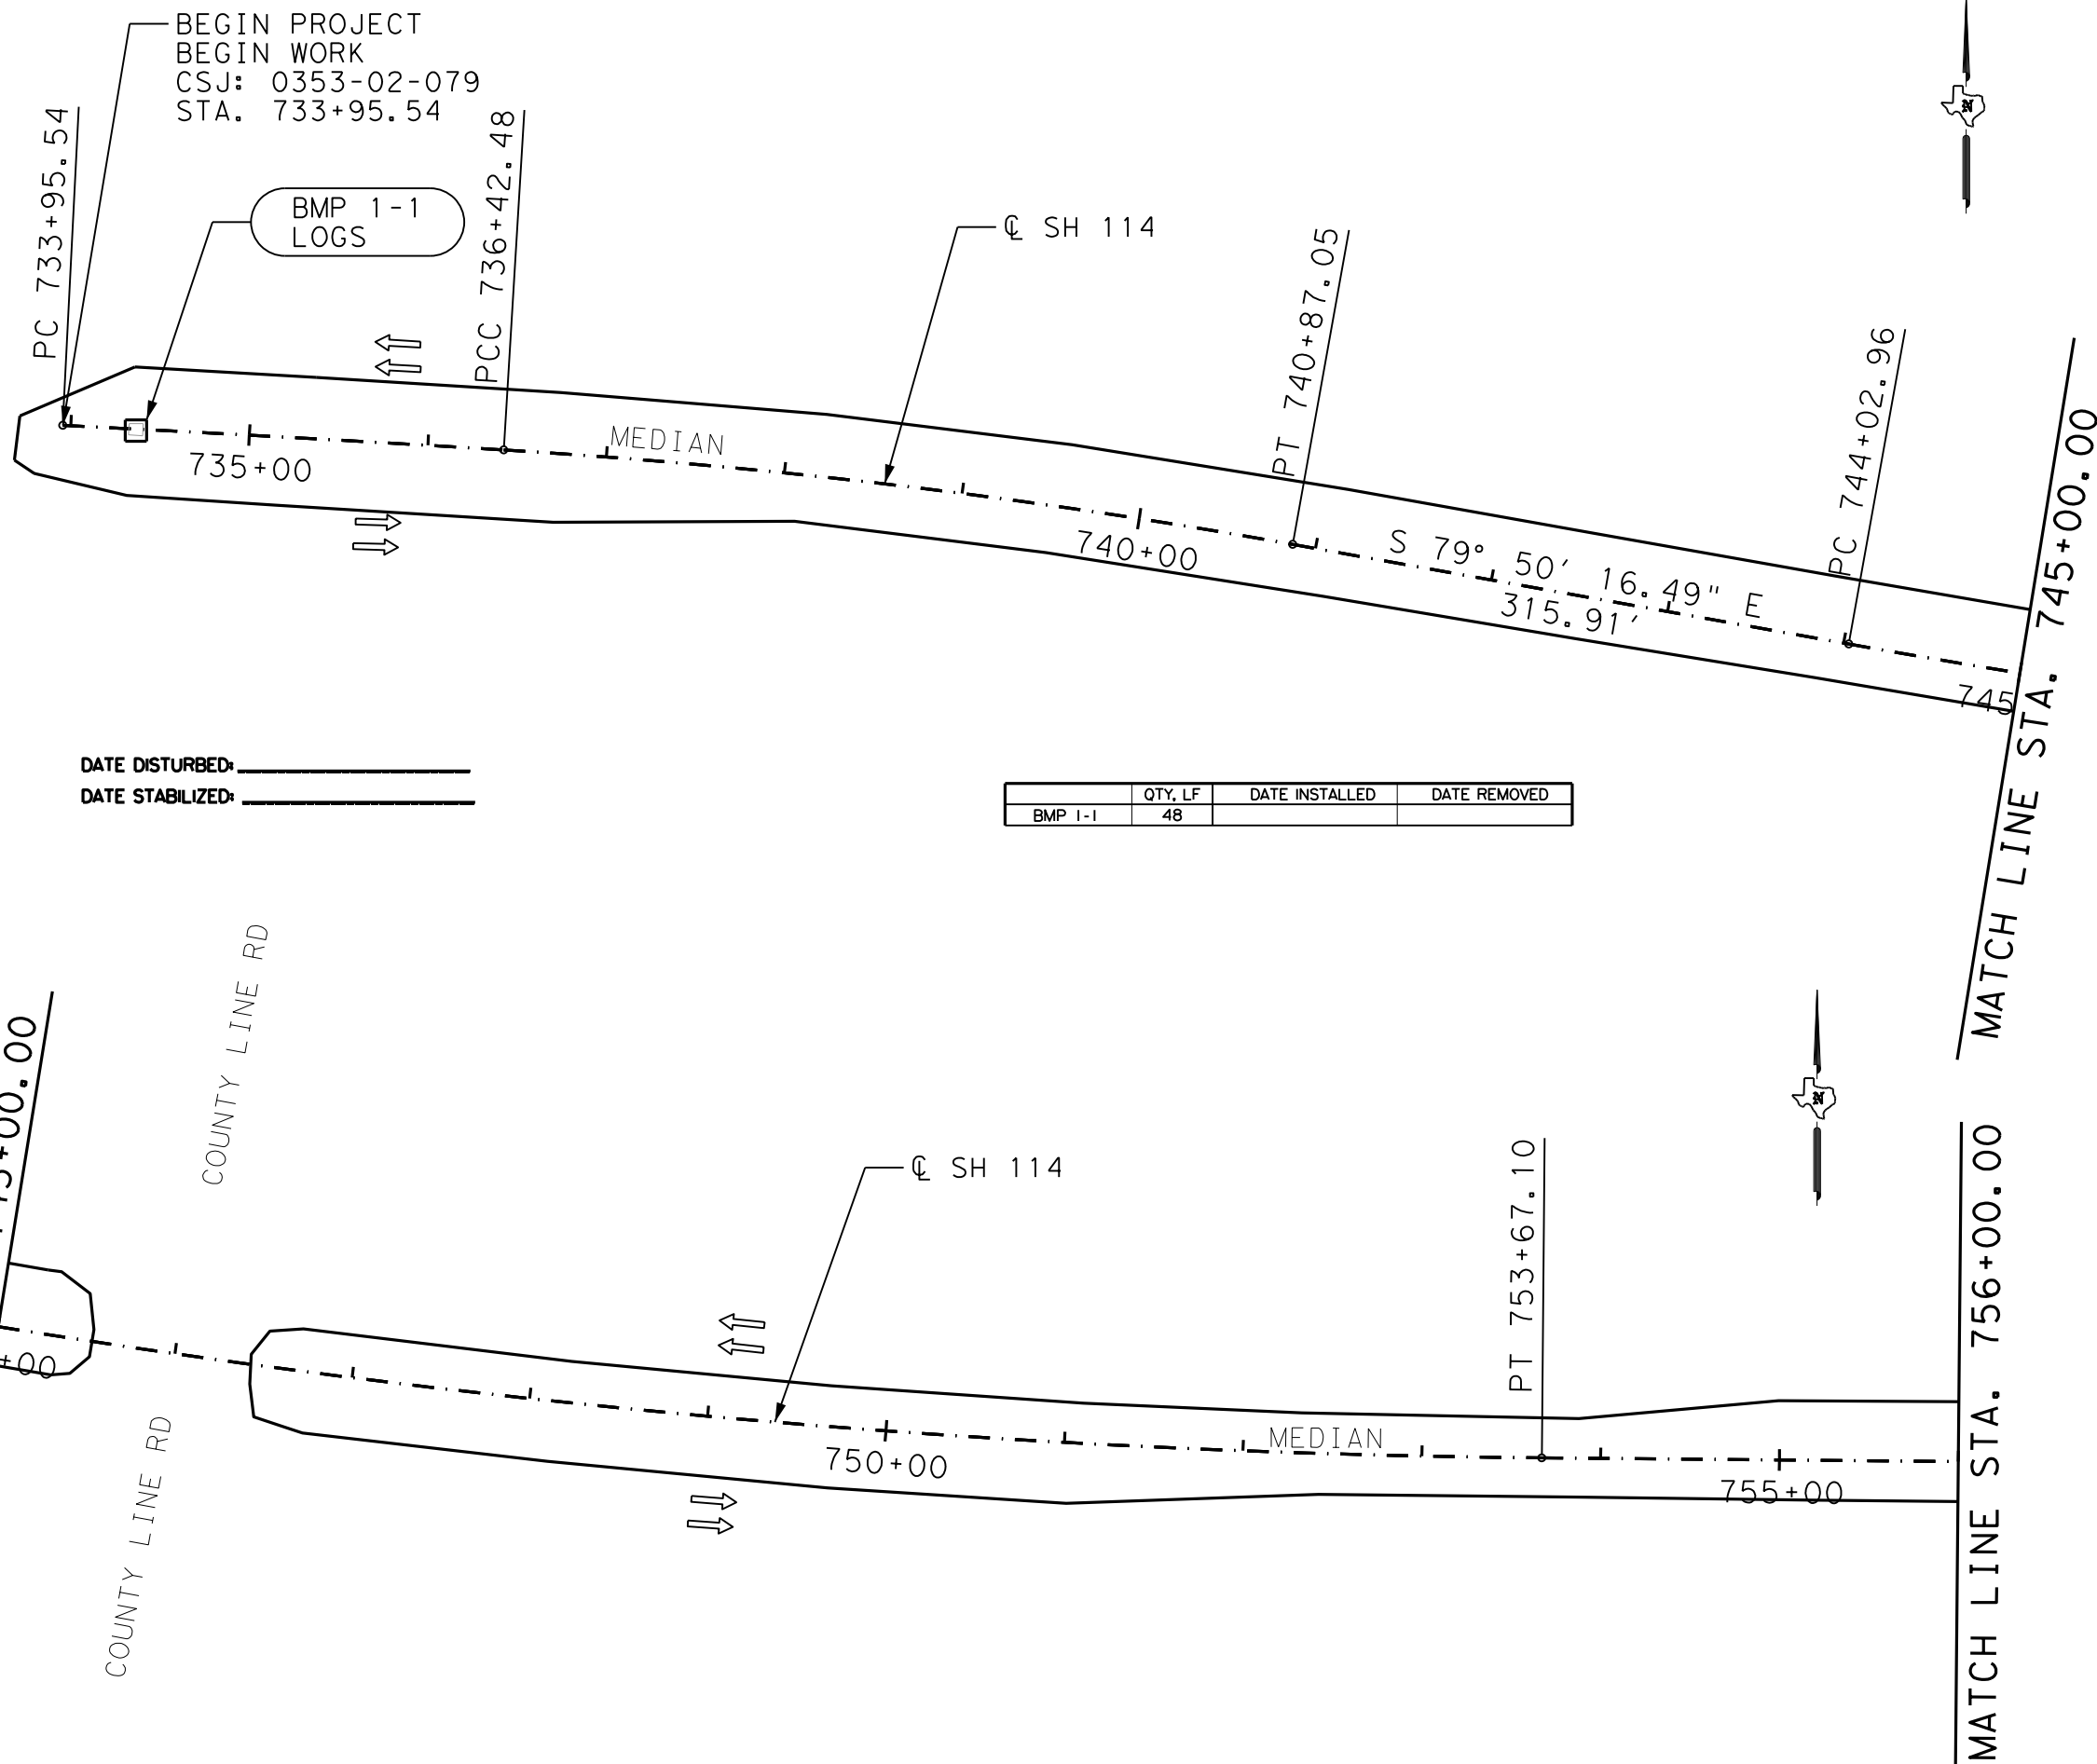 BEGIN PROJECT
BEGIN WORK
CSJ: 0353-02-079
STA. 733+95.54
PC 733+95.54
BMP 1-1
LOGS
PCC 736+42.48
℄ SH 114
PT 740+87.05
PC 744+02.96
N
735+00
MEDIAN
740+00
S 79° 50' 16.49" E
315.91'
745
MATCH LINE STA. 745+00.00
DATE DISTURBED:
DATE STABILIZED:
QTY, LF DATE INSTALLED DATE REMOVED
BMP 1-1 48
COUNTY LINE RD
45+00.00
+00
COUNTY LINE RD
℄ SH 114
PT 753+67.10
N
750+00
MEDIAN
755+00
MATCH LINE STA. 756+00.00